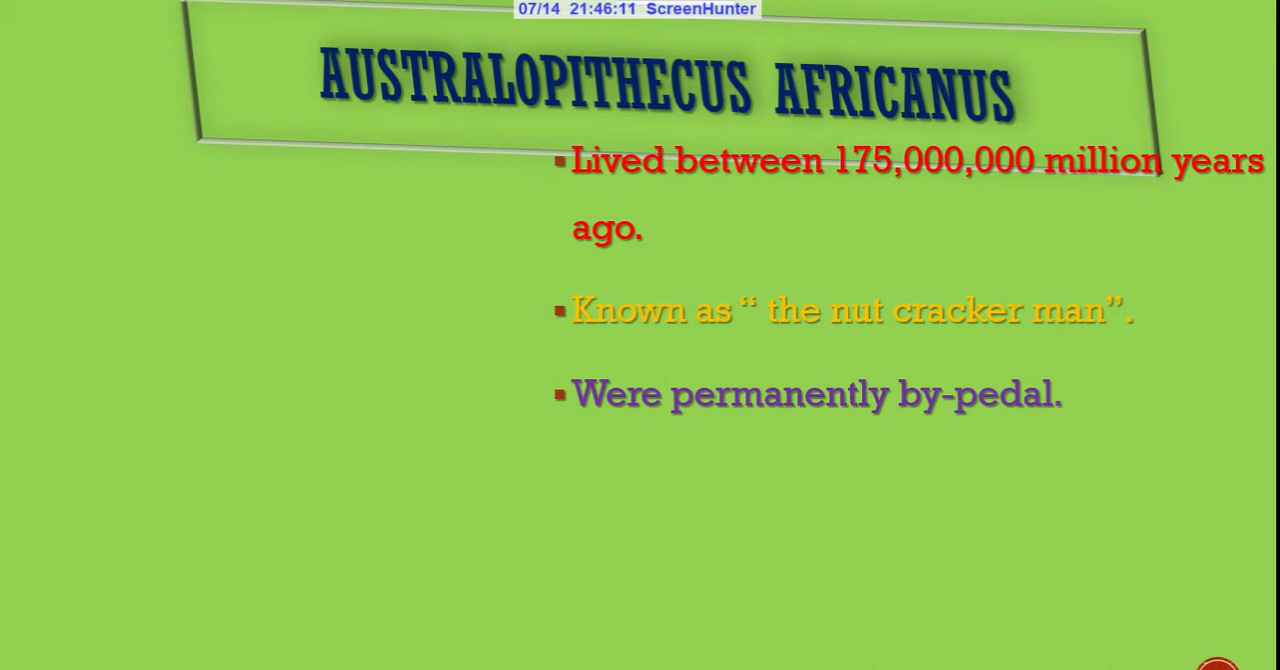 07/14 21:46:11 ScreenHunter
AUSTRALOPITHECUS AFRICANUS
▪Lived between 175,000,000 million years
ago.
▪Known as “ the nut cracker man”.
▪Were permanently by-pedal.